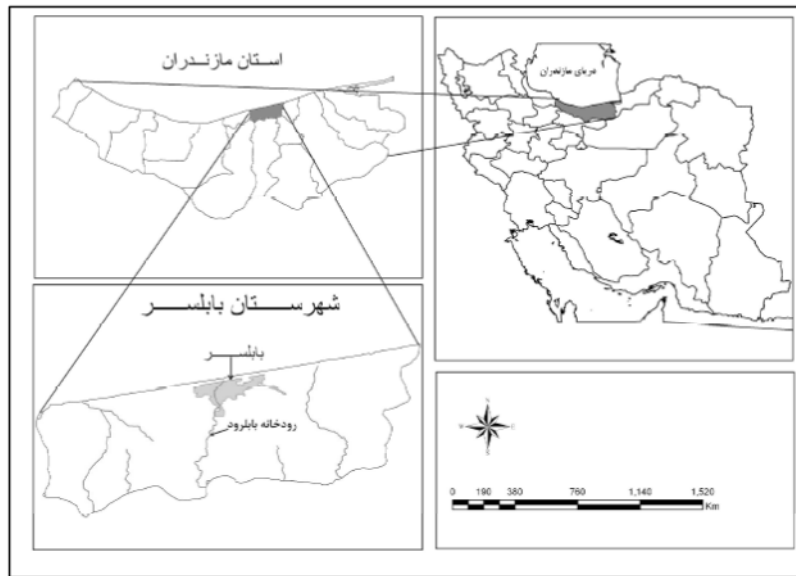 استان مازندران
دریای مازندران
شهرستان بابلسر
بابلسر
رودخانه بابلرود
0 190 380 760 1,140 1,520
Km